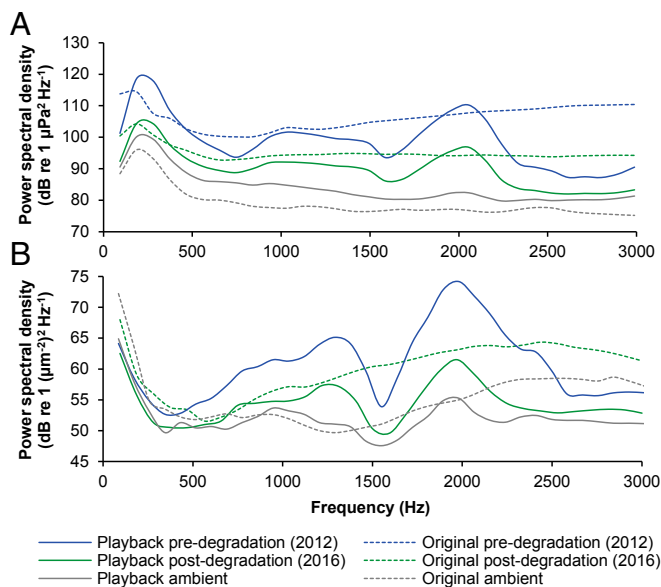 A
Power spectral density
(dB re 1 μPa² Hz⁻¹)
130
120
110
100
90
80
70
0 500 1000 1500 2000 2500 3000
B
Power spectral density
(dB re 1 (μm⁻²)² Hz⁻¹)
75
70
65
60
55
50
45
0 500 1000 1500 2000 2500 3000
Frequency (Hz)
Playback pre-degradation (2012) Original pre-degradation (2012)
Playback post-degradation (2016) Original post-degradation (2016)
Playback ambient Original ambient